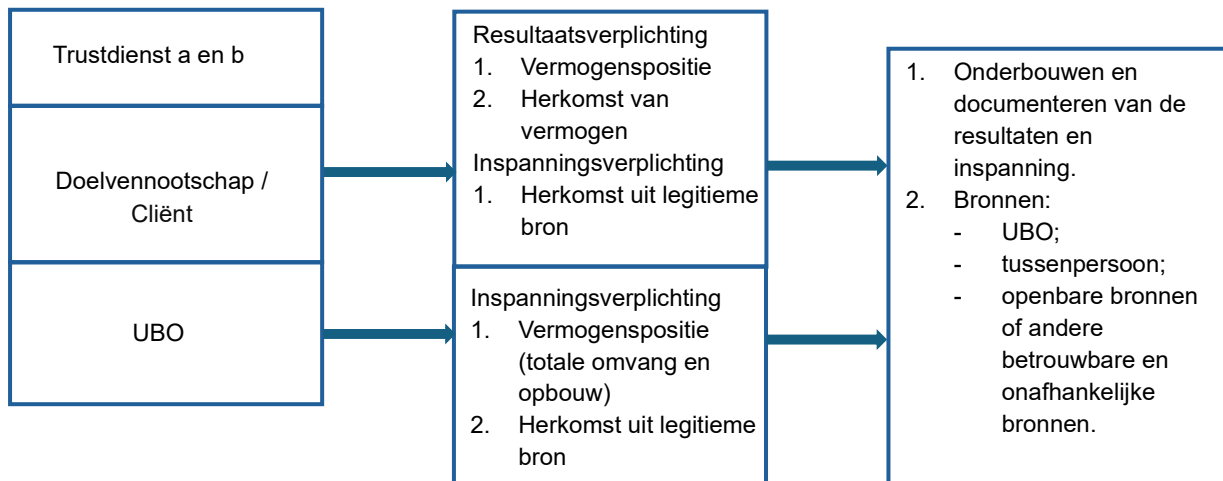 Trustdienst a en b
Doelvennootschap /
Cliënt
UBO
Resultaatsverplichting
1. Vermogenspositie
2. Herkomst van
vermogen
Inspanningsverplichting
1. Herkomst uit legitieme
bron
Inspanningsverplichting
1. Vermogenspositie
(totale omvang en
opbouw)
2. Herkomst uit legitieme
bron
1. Onderbouwen en
documenteren van de
resultaten en
inspanning.
2. Bronnen:
- UBO;
- tussenpersoon;
- openbare bronnen
of andere
betrouwbare en
onafhankelijke
bronnen.